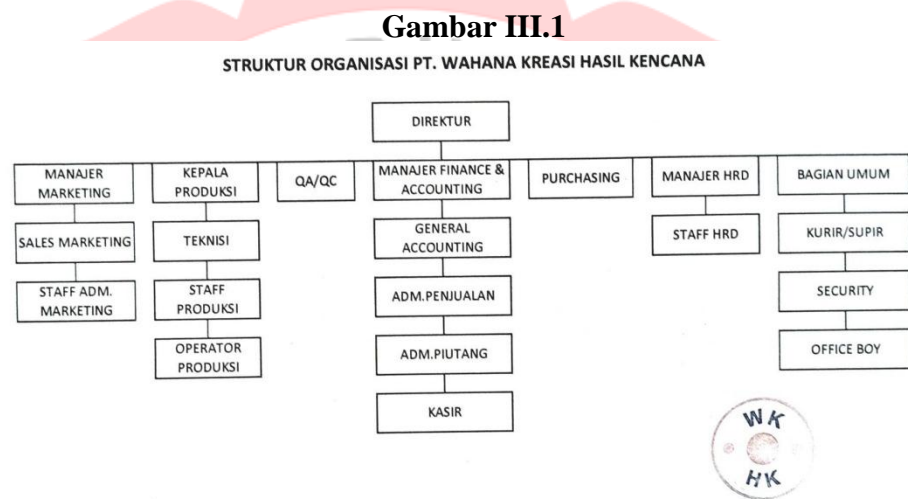 Gambar III.1
STRUKTUR ORGANISASI PT. WAHANA KREASI HASIL KENCANA
DIREKTUR
MANAJER
MARKETING
KEPALA
PRODUKSI
QA/QC
MANAJER FINANCE &
ACCOUNTING
PURCHASING
MANAJER HRD
BAGIAN UMUM
SALES MARKETING
TEKNISI
GENERAL
ACCOUNTING
STAFF HRD
KURIR/SUPIR
STAFF ADM.
MARKETING
STAFF
PRODUKSI
ADM.PENJUALAN
SECURITY
OPERATOR
PRODUKSI
ADM.PIUTANG
OFFICE BOY
KASIR
WK
HK